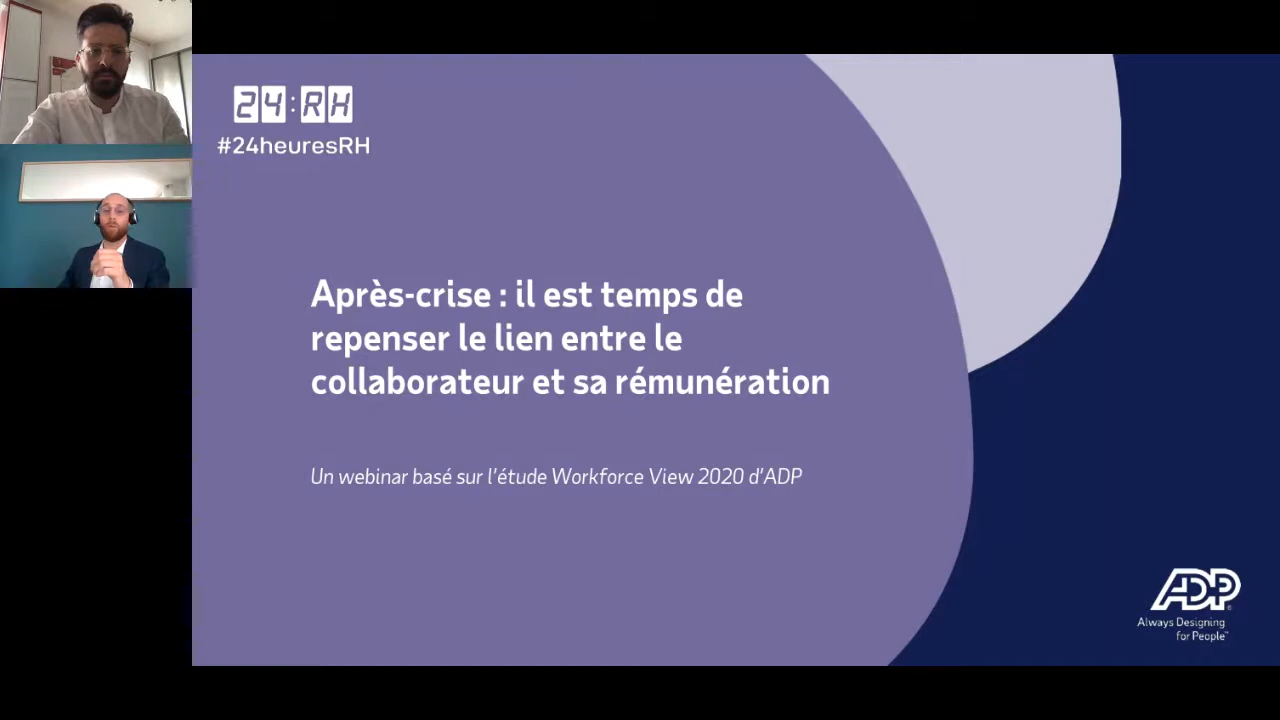 24:RH
#24heuresRH
Après-crise : il est temps de
repenser le lien entre le
collaborateur et sa rémunération
Un webinar basé sur l'étude Workforce View 2020 d'ADP
ADP®
Always Designing
for People™